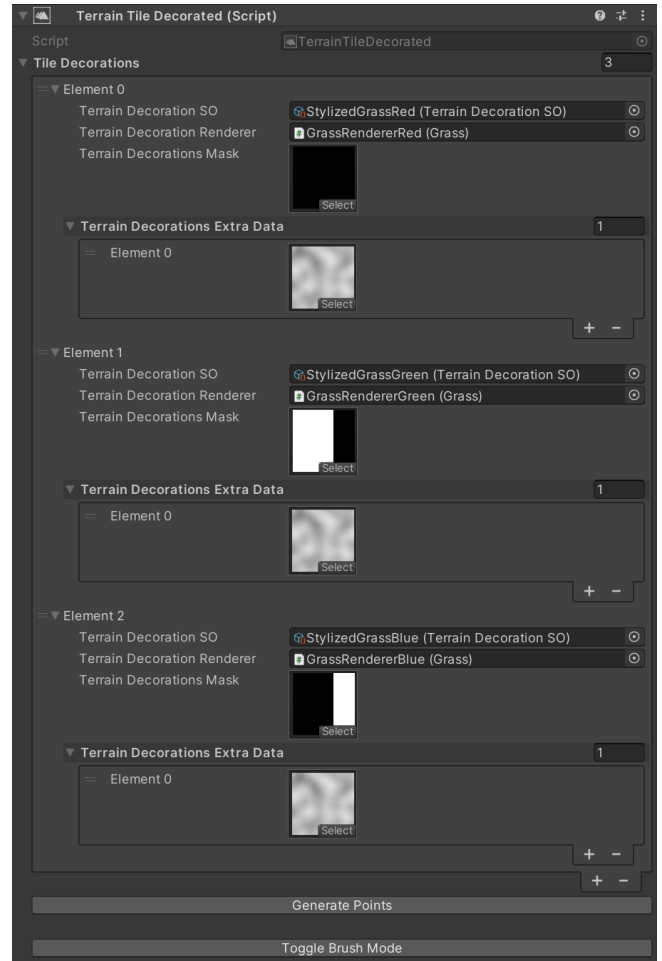 Terrain Tile Decorated (Script)
Script TerrainTileDecorated
Tile Decorations 3
Element 0
Terrain Decoration SO StylizedGrassRed (Terrain Decoration SO)
Terrain Decoration Renderer GrassRendererRed (Grass)
Terrain Decorations Mask
Select
Terrain Decorations Extra Data 1
Element 0
Select
+ −
Element 1
Terrain Decoration SO StylizedGrassGreen (Terrain Decoration SO)
Terrain Decoration Renderer GrassRendererGreen (Grass)
Terrain Decorations Mask
Select
Terrain Decorations Extra Data 1
Element 0
Select
+ −
Element 2
Terrain Decoration SO StylizedGrassBlue (Terrain Decoration SO)
Terrain Decoration Renderer GrassRendererBlue (Grass)
Terrain Decorations Mask
Select
Terrain Decorations Extra Data 1
Element 0
Select
+ −
+ −
Generate Points
Toggle Brush Mode